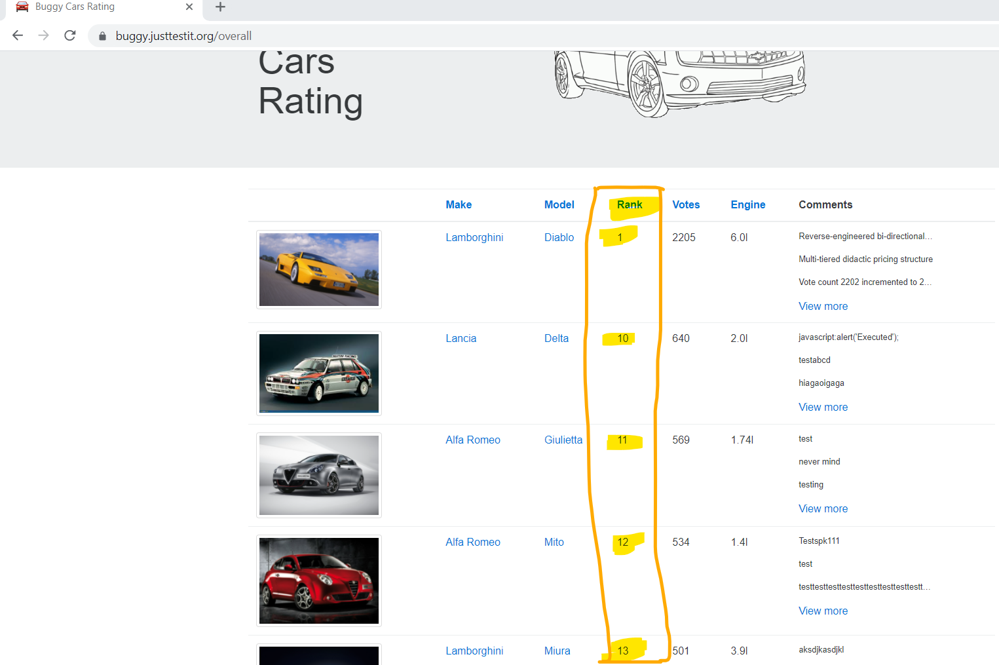 Buggy Cars Rating
buggy.justtestit.org/overall
Cars
Rating
Make Model Rank Votes Engine Comments
Lamborghini Diablo 1 2205 6.0l Reverse-engineered bi-directional...
Multi-tiered didactic pricing structure
Vote count 2202 incremented to 2...
View more
Lancia Delta 10 640 2.0l javascript:alert('Executed');
testabcd
hiagaoigaga
View more
Alfa Romeo Giulietta 11 569 1.74l test
never mind
testing
View more
Alfa Romeo Mito 12 534 1.4l Testspk111
test
testtesttesttesttesttesttesttesttestt...
View more
Lamborghini Miura 13 501 3.9l aksdjkasdjkl